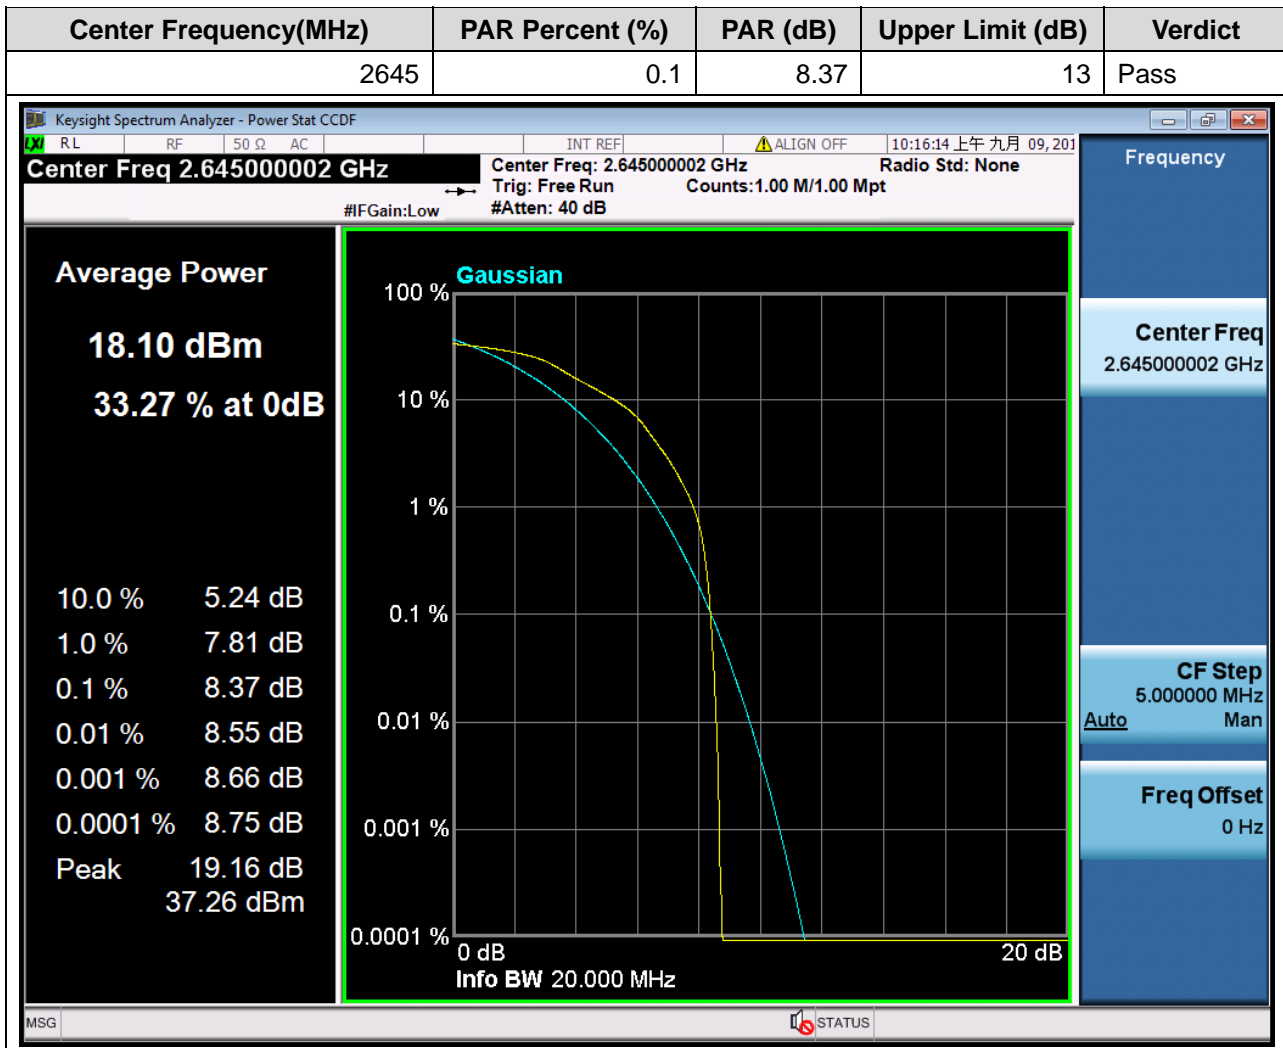 Center Frequency(MHz) PAR Percent (%) PAR (dB) Upper Limit (dB) Verdict
2645 0.1 8.37 13 Pass
Keysight Spectrum Analyzer - Power Stat CCDF
LXI RL RF 50 Ω AC INT REF ALIGN OFF 10:16:14 上午 九月 09, 201
Center Freq 2.645000002 GHz
Center Freq: 2.645000002 GHz Radio Std: None
Trig: Free Run Counts:1.00 M/1.00 Mpt
#IFGain:Low #Atten: 40 dB
Average Power
18.10 dBm
33.27 % at 0dB
10.0 % 5.24 dB
1.0 % 7.81 dB
0.1 % 8.37 dB
0.01 % 8.55 dB
0.001 % 8.66 dB
0.0001 % 8.75 dB
Peak 19.16 dB
37.26 dBm
Gaussian
100 %
10 %
1 %
0.1 %
0.01 %
0.001 %
0.0001 %
0 dB 20 dB
Info BW 20.000 MHz
Frequency
Center Freq
2.645000002 GHz
CF Step
5.000000 MHz
Auto Man
Freq Offset
0 Hz
MSG STATUS